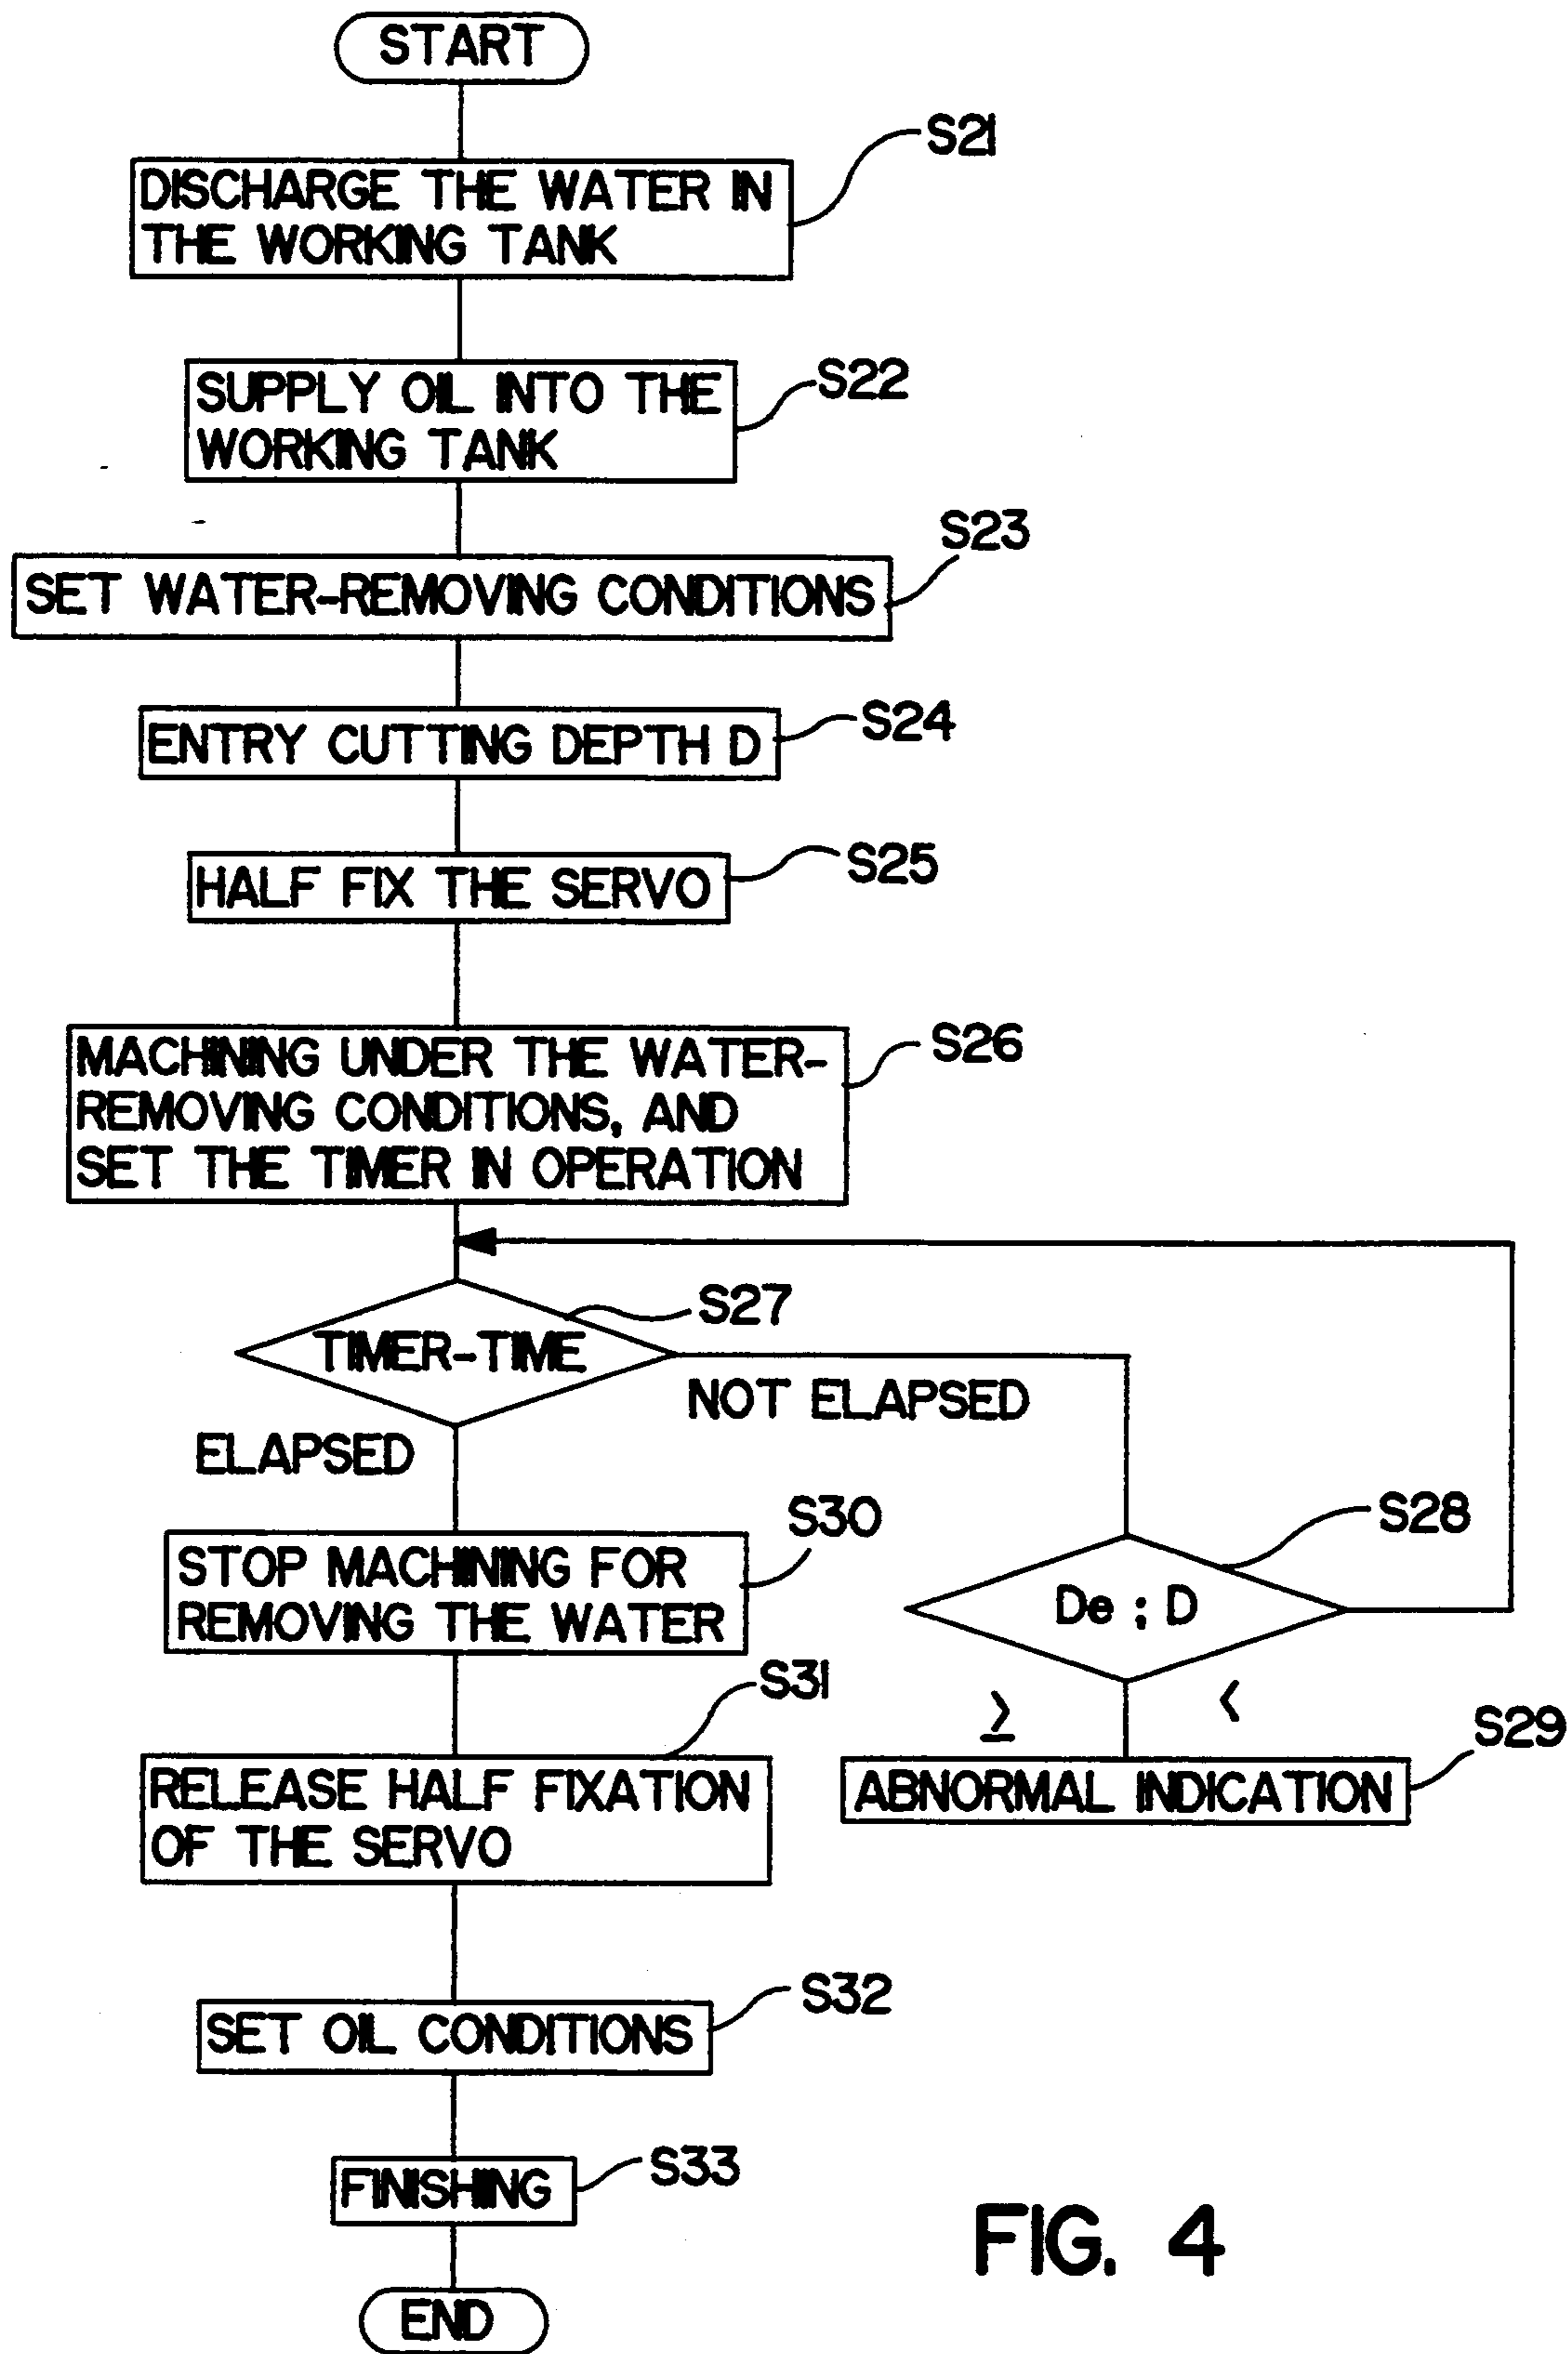 START
S21
DISCHARGE THE WATER IN
THE WORKING TANK
S22
SUPPLY OIL INTO THE
WORKING TANK
S23
SET WATER-REMOVING CONDITIONS
S24
ENTRY CUTTING DEPTH D
S25
HALF FIX THE SERVO
S26
MACHINING UNDER THE WATER-
REMOVING CONDITIONS, AND
SET THE TIMER IN OPERATION
S27
TIMER-TIME
NOT ELAPSED
ELAPSED
S28
De ; D
≥
<
S29
ABNORMAL INDICATION
S30
STOP MACHINING FOR
REMOVING THE WATER
S31
RELEASE HALF FIXATION
OF THE SERVO
S32
SET OIL CONDITIONS
S33
FINISHING
END
FIG. 4